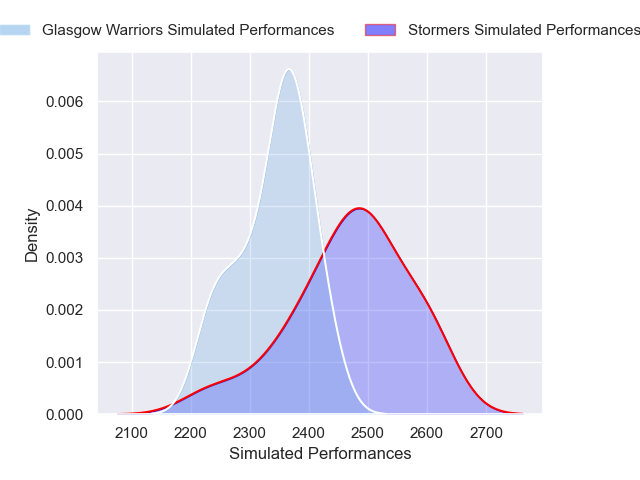 Glasgow Warriors Simulated Performances
Stormers Simulated Performances
0.006
0.005
0.004
0.003
0.002
0.001
0.000
Density
2100 2200 2300 2400 2500 2600 2700
Simulated Performances